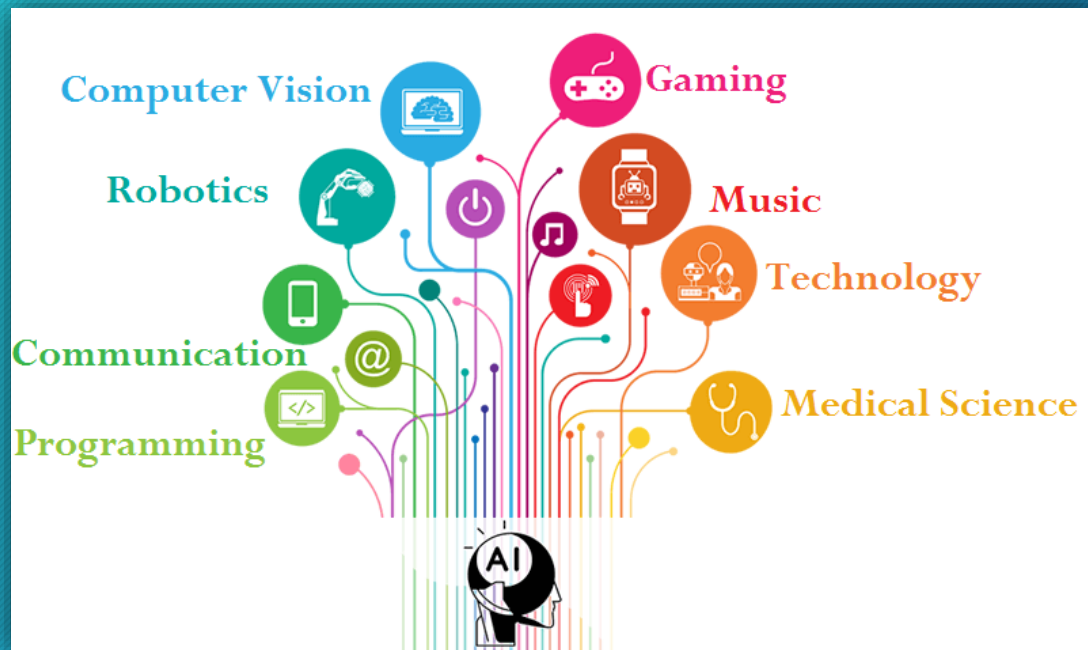 Computer Vision
Gaming
Robotics
Music
Technology
Communication
@
</>
Medical Science
Programming
AI